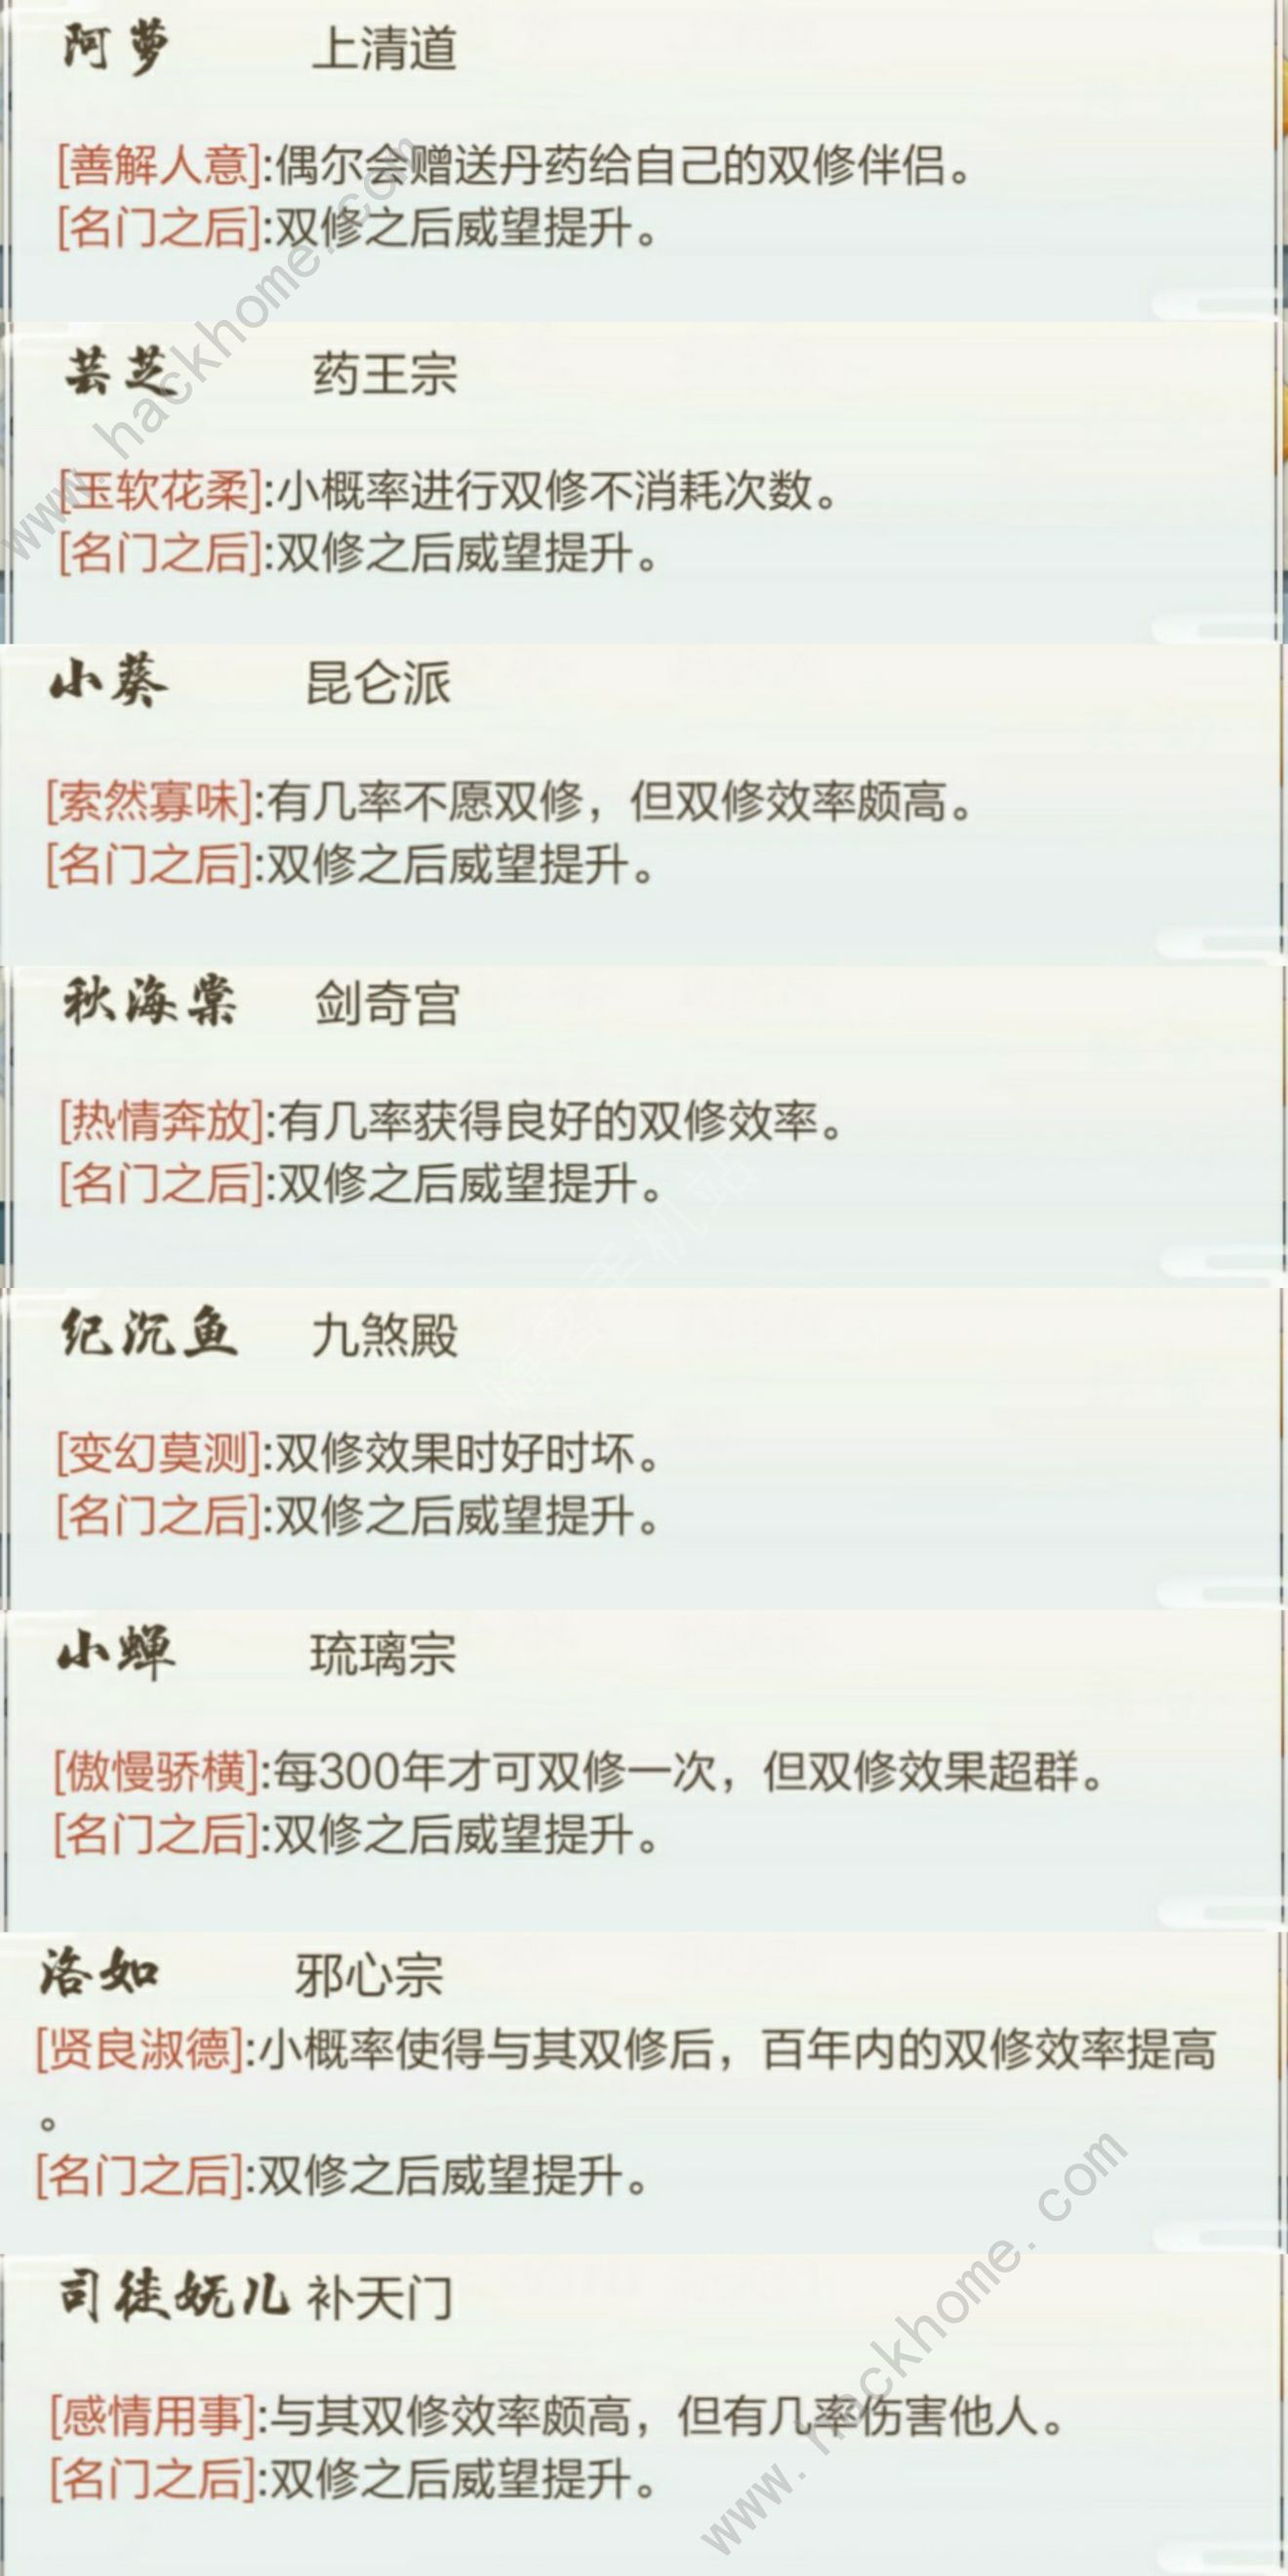 阿萝 上清道
[善解人意]:偶尔会赠送丹药给自己的双修伴侣。
[名门之后]:双修之后威望提升。
芸芝 药王宗
[玉软花柔]:小概率进行双修不消耗次数。
[名门之后]:双修之后威望提升。
小葵 昆仑派
[索然寡味]:有几率不愿双修，但双修效率颇高。
[名门之后]:双修之后威望提升。
秋海棠 剑奇宫
[热情奔放]:有几率获得良好的双修效率。
[名门之后]:双修之后威望提升。
纪沉鱼 九煞殿
[变幻莫测]:双修效果时好时坏。
[名门之后]:双修之后威望提升。
小蝉 琉璃宗
[傲慢骄横]:每300年才可双修一次，但双修效果超群。
[名门之后]:双修之后威望提升。
洛如 邪心宗
[贤良淑德]:小概率使得与其双修后，百年内的双修效率提高
。
[名门之后]:双修之后威望提升。
司徒妩儿 补天门
[感情用事]:与其双修效率颇高，但有几率伤害他人。
[名门之后]:双修之后威望提升。
www.hackhome.com
www.hackhome.com